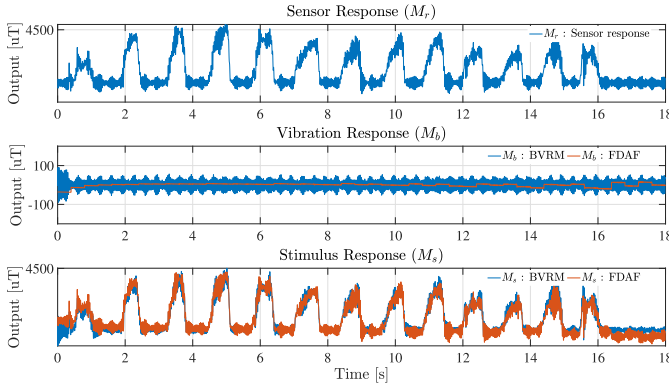 Sensor Response (M_r)
4500
M_r : Sensor response
Output [uT]
0 2 4 6 8 10 12 14 16 18
Vibration Response (M_b)
M_b : BVRM M_b : FDAF
100
-100
Output [uT]
0 2 4 6 8 10 12 14 16 18
Stimulus Response (M_s)
4500
M_s : BVRM M_s : FDAF
Output [uT]
0 2 4 6 8 10 12 14 16 18
Time [s]